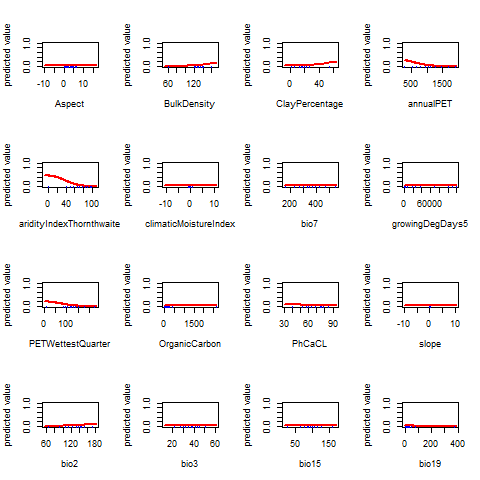 predicted value 0.0 1.0 -10 0 5 15 Aspect
predicted value 0.0 1.0 60 120 BulkDensity
predicted value 0.0 1.0 0 20 40 60 ClayPercentage
predicted value 0.0 1.0 500 1500 annualPET
predicted value 0.0 1.0 0 40 100 aridityIndexThornthwaite
predicted value 0.0 1.0 -10 0 10 climaticMoistureIndex
predicted value 0.0 1.0 200 400 bio7
predicted value 0.0 1.0 0 60000 growingDegDays5
predicted value 0.0 1.0 0 100 PETWettestQuarter
predicted value 0.0 1.0 0 1500 OrganicCarbon
predicted value 0.0 1.0 30 50 70 90 PhCaCL
predicted value 0.0 1.0 -10 0 10 slope
predicted value 0.0 1.0 60 120 180 bio2
predicted value 0.0 1.0 20 40 60 bio3
predicted value 0.0 1.0 50 150 bio15
predicted value 0.0 1.0 0 200 400 bio19